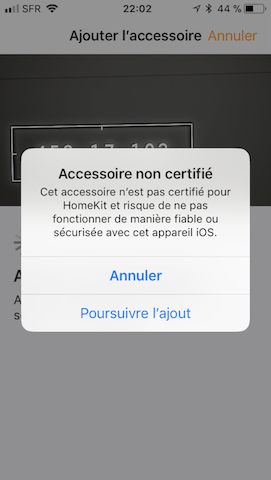 SFR 22:02 44 %
Ajouter l'accessoire Annuler
Accessoire non certifié
Cet accessoire n'est pas certifié pour
HomeKit et risque de ne pas
fonctionner de manière fiable ou
sécurisée avec cet appareil iOS.
Annuler
Poursuivre l'ajout